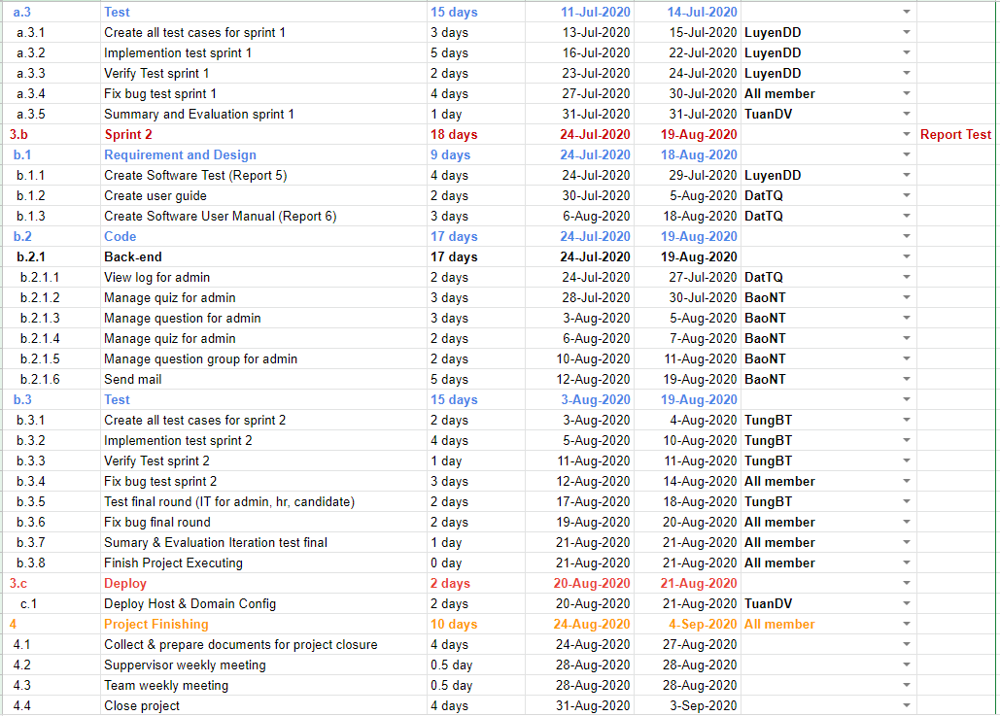 a.3 Test 15 days 11-Jul-2020 14-Jul-2020
a.3.1 Create all test cases for sprint 1 3 days 13-Jul-2020 15-Jul-2020 LuyenDD
a.3.2 Implemention test sprint 1 5 days 16-Jul-2020 22-Jul-2020 LuyenDD
a.3.3 Verify Test sprint 1 2 days 23-Jul-2020 24-Jul-2020 LuyenDD
a.3.4 Fix bug test sprint 1 4 days 27-Jul-2020 30-Jul-2020 All member
a.3.5 Summary and Evaluation sprint 1 1 day 31-Jul-2020 31-Jul-2020 TuanDV
3.b Sprint 2 18 days 24-Jul-2020 19-Aug-2020 Report Test
b.1 Requirement and Design 9 days 24-Jul-2020 18-Aug-2020
b.1.1 Create Software Test (Report 5) 4 days 24-Jul-2020 29-Jul-2020 LuyenDD
b.1.2 Create user guide 2 days 30-Jul-2020 5-Aug-2020 DatTQ
b.1.3 Create Software User Manual (Report 6) 3 days 6-Aug-2020 18-Aug-2020 DatTQ
b.2 Code 17 days 24-Jul-2020 19-Aug-2020
b.2.1 Back-end 17 days 24-Jul-2020 19-Aug-2020
b.2.1.1 View log for admin 2 days 24-Jul-2020 27-Jul-2020 DatTQ
b.2.1.2 Manage quiz for admin 3 days 28-Jul-2020 30-Jul-2020 BaoNT
b.2.1.3 Manage question for admin 3 days 3-Aug-2020 5-Aug-2020 BaoNT
b.2.1.4 Manage quiz for admin 2 days 6-Aug-2020 7-Aug-2020 BaoNT
b.2.1.5 Manage question group for admin 2 days 10-Aug-2020 11-Aug-2020 BaoNT
b.2.1.6 Send mail 5 days 12-Aug-2020 19-Aug-2020 BaoNT
b.3 Test 15 days 3-Aug-2020 19-Aug-2020
b.3.1 Create all test cases for sprint 2 2 days 3-Aug-2020 4-Aug-2020 TungBT
b.3.2 Implemention test sprint 2 4 days 5-Aug-2020 10-Aug-2020 TungBT
b.3.3 Verify Test sprint 2 1 day 11-Aug-2020 11-Aug-2020 TungBT
b.3.4 Fix bug test sprint 2 3 days 12-Aug-2020 14-Aug-2020 All member
b.3.5 Test final round (IT for admin, hr, candidate) 2 days 17-Aug-2020 18-Aug-2020 TungBT
b.3.6 Fix bug final round 2 days 19-Aug-2020 20-Aug-2020 All member
b.3.7 Sumary & Evaluation Iteration test final 1 day 21-Aug-2020 21-Aug-2020 All member
b.3.8 Finish Project Executing 0 day 21-Aug-2020 21-Aug-2020 All member
3.c Deploy 2 days 20-Aug-2020 21-Aug-2020
c.1 Deploy Host & Domain Config 2 days 20-Aug-2020 21-Aug-2020 TuanDV
4 Project Finishing 10 days 24-Aug-2020 4-Sep-2020 All member
4.1 Collect & prepare documents for project closure 4 days 24-Aug-2020 27-Aug-2020
4.2 Suppervisor weekly meeting 0.5 day 28-Aug-2020 28-Aug-2020
4.3 Team weekly meeting 0.5 day 28-Aug-2020 28-Aug-2020
4.4 Close project 4 days 31-Aug-2020 3-Sep-2020